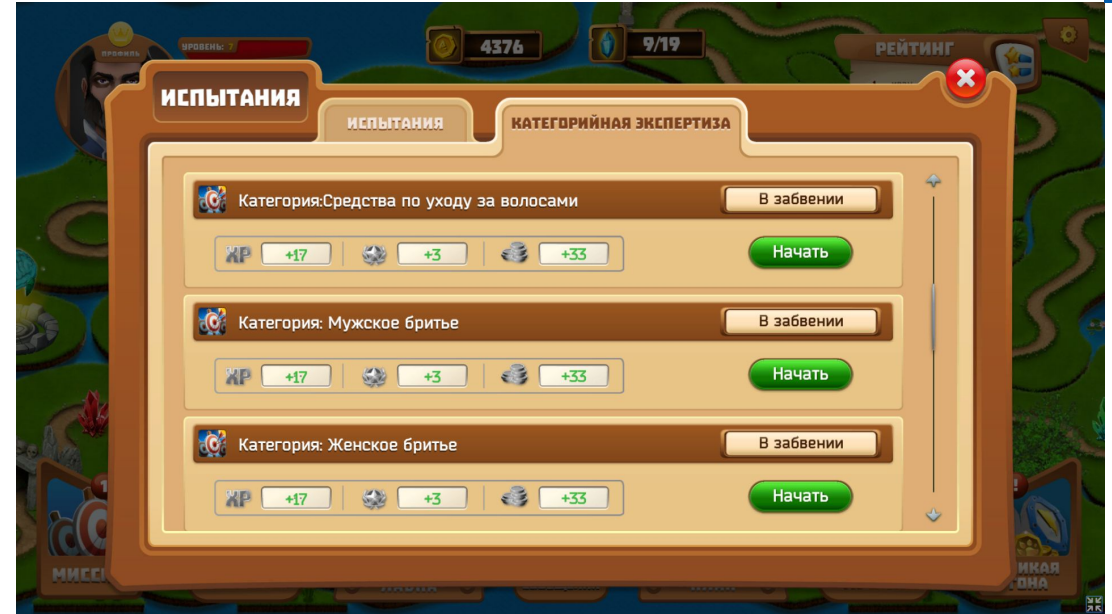 ПРОФИЛЬ
УРОВЕНЬ: 7
4376
9/19
РЕЙТИНГ
ИСПЫТАНИЯ
ИСПЫТАНИЯ
КАТЕГОРИЙНАЯ ЭКСПЕРТИЗА
Категория:Средства по уходу за волосами
В забвении
XP +17 +3 +33
Начать
Категория: Мужское бритье
В забвении
XP +17 +3 +33
Начать
Категория: Женское бритье
В забвении
XP +17 +3 +33
Начать